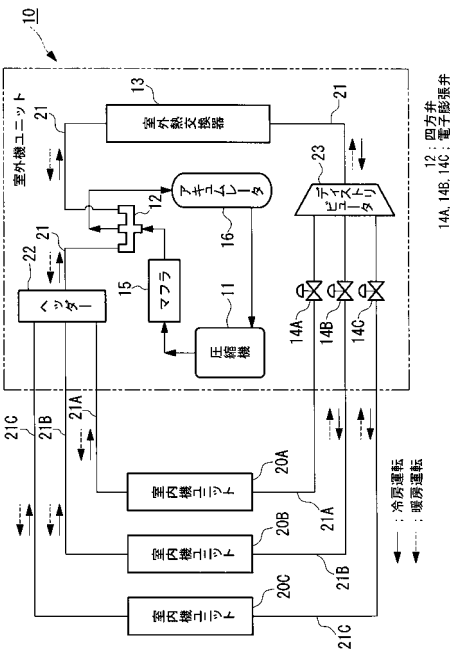 10
室外機ユニット
21
13
室外熱交換器
21
22
ヘッダー
21
12
アキュムレータ
16
23
ディストリ
ビュータ
15
マフラ
11
圧縮機
14A
14B
14C
21C
21B
21A
室内機ユニット
20A
21A
室内機ユニット
20B
21B
室内機ユニット
20C
21C
；冷房運転
；暖房運転
12；四方弁
14A, 14B, 14C；電子膨張弁